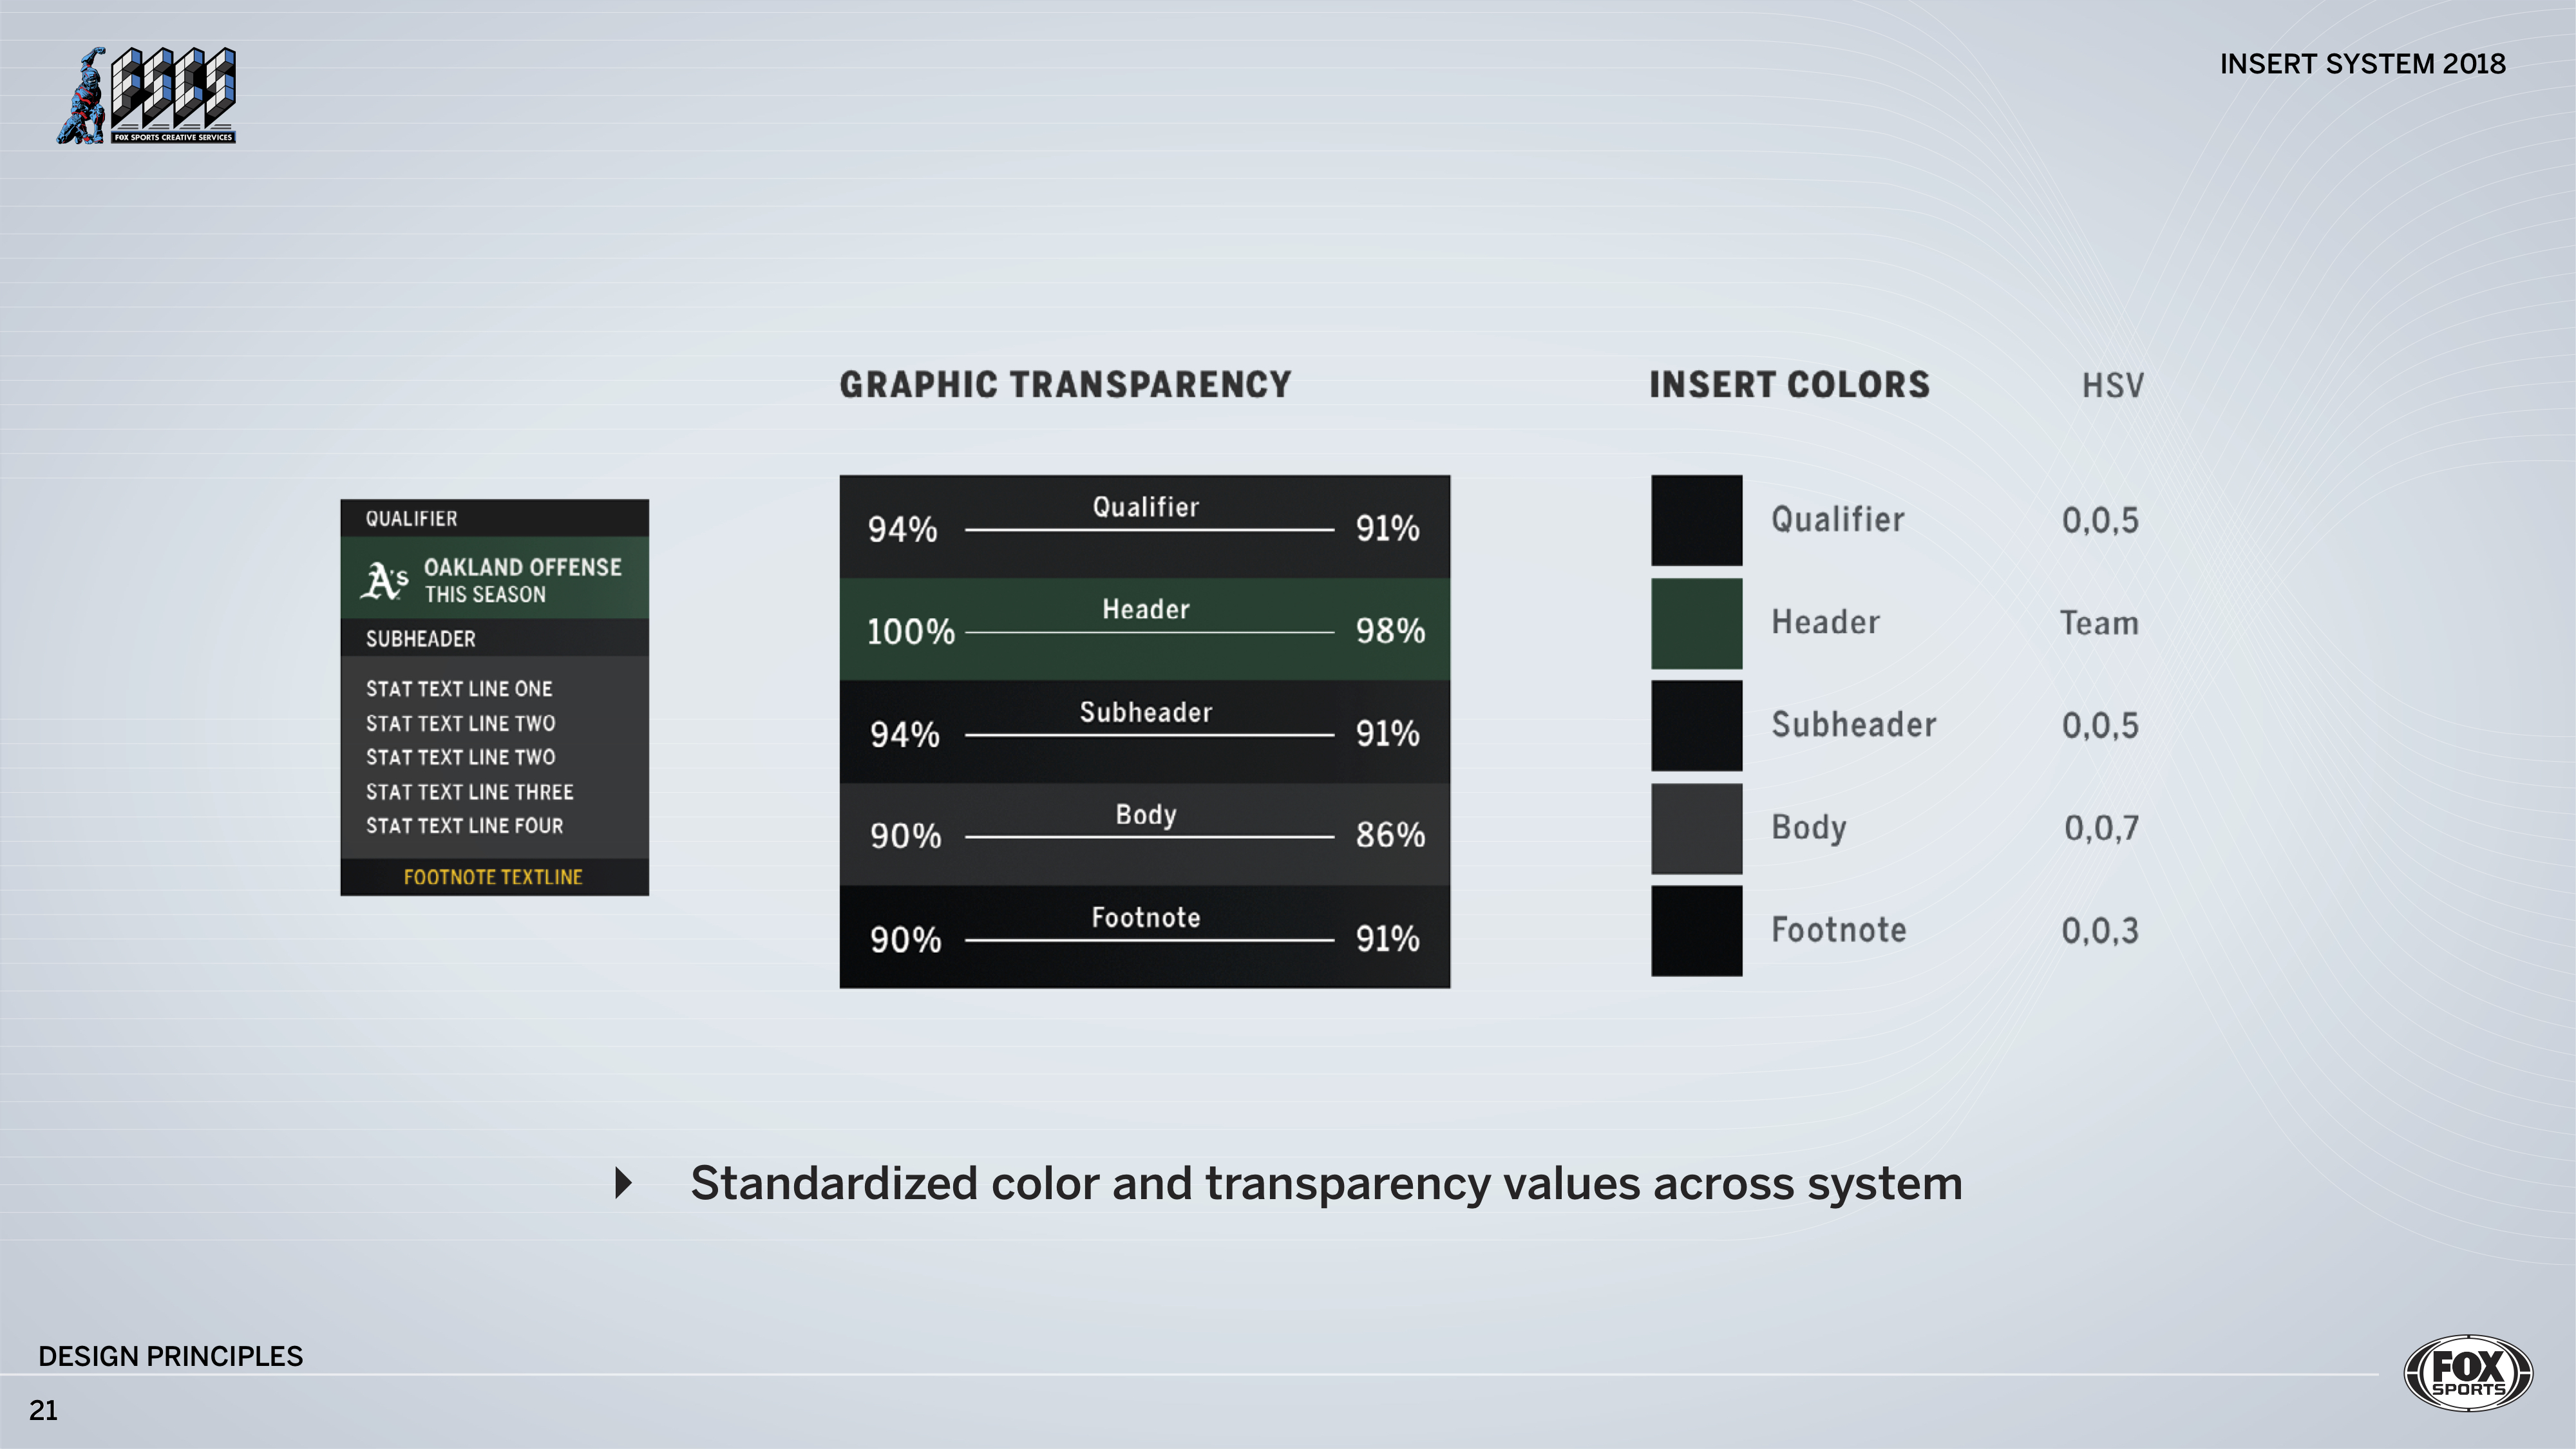 FSCS
FOX SPORTS CREATIVE SERVICES
INSERT SYSTEM 2018
QUALIFIER
A's
OAKLAND OFFENSE
THIS SEASON
SUBHEADER
STAT TEXT LINE ONE
STAT TEXT LINE TWO
STAT TEXT LINE TWO
STAT TEXT LINE THREE
STAT TEXT LINE FOUR
FOOTNOTE TEXTLINE
GRAPHIC TRANSPARENCY
94% Qualifier 91%
100% Header 98%
94% Subheader 91%
90% Body 86%
90% Footnote 91%
INSERT COLORS HSV
Qualifier 0,0,5
Header Team
Subheader 0,0,5
Body 0,0,7
Footnote 0,0,3
Standardized color and transparency values across system
DESIGN PRINCIPLES
21
FOX
SPORTS